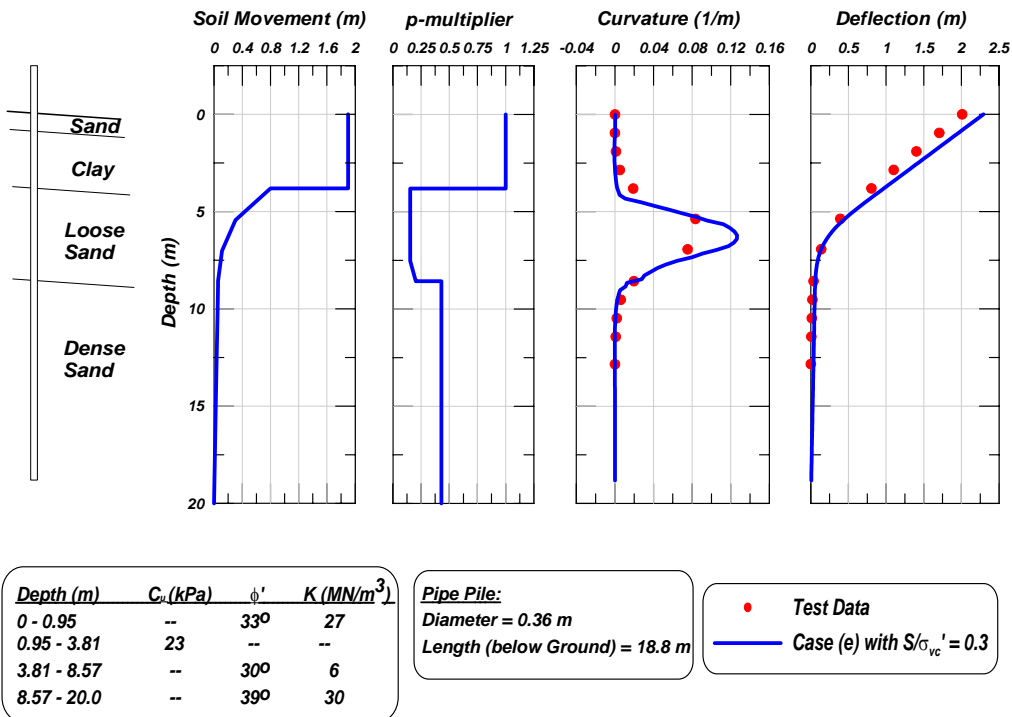 Soil Movement (m)
0 0.4 0.8 1.2 1.6 2
p-multiplier
0 0.25 0.5 0.75 1 1.25
Curvature (1/m)
-0.04 0 0.04 0.08 0.12 0.16
Deflection (m)
0 0.5 1 1.5 2 2.5
Sand
Clay
Loose
Sand
Dense
Sand
Depth (m)
0
5
10
15
20
Depth (m) Cu (kPa) ϕ' K (MN/m³)
0 - 0.95 -- 33º 27
0.95 - 3.81 23 -- --
3.81 - 8.57 -- 30º 6
8.57 - 20.0 -- 39º 30
Pipe Pile:
Diameter = 0.36 m
Length (below Ground) = 18.8 m
Test Data
Case (e) with S/σvc' = 0.3